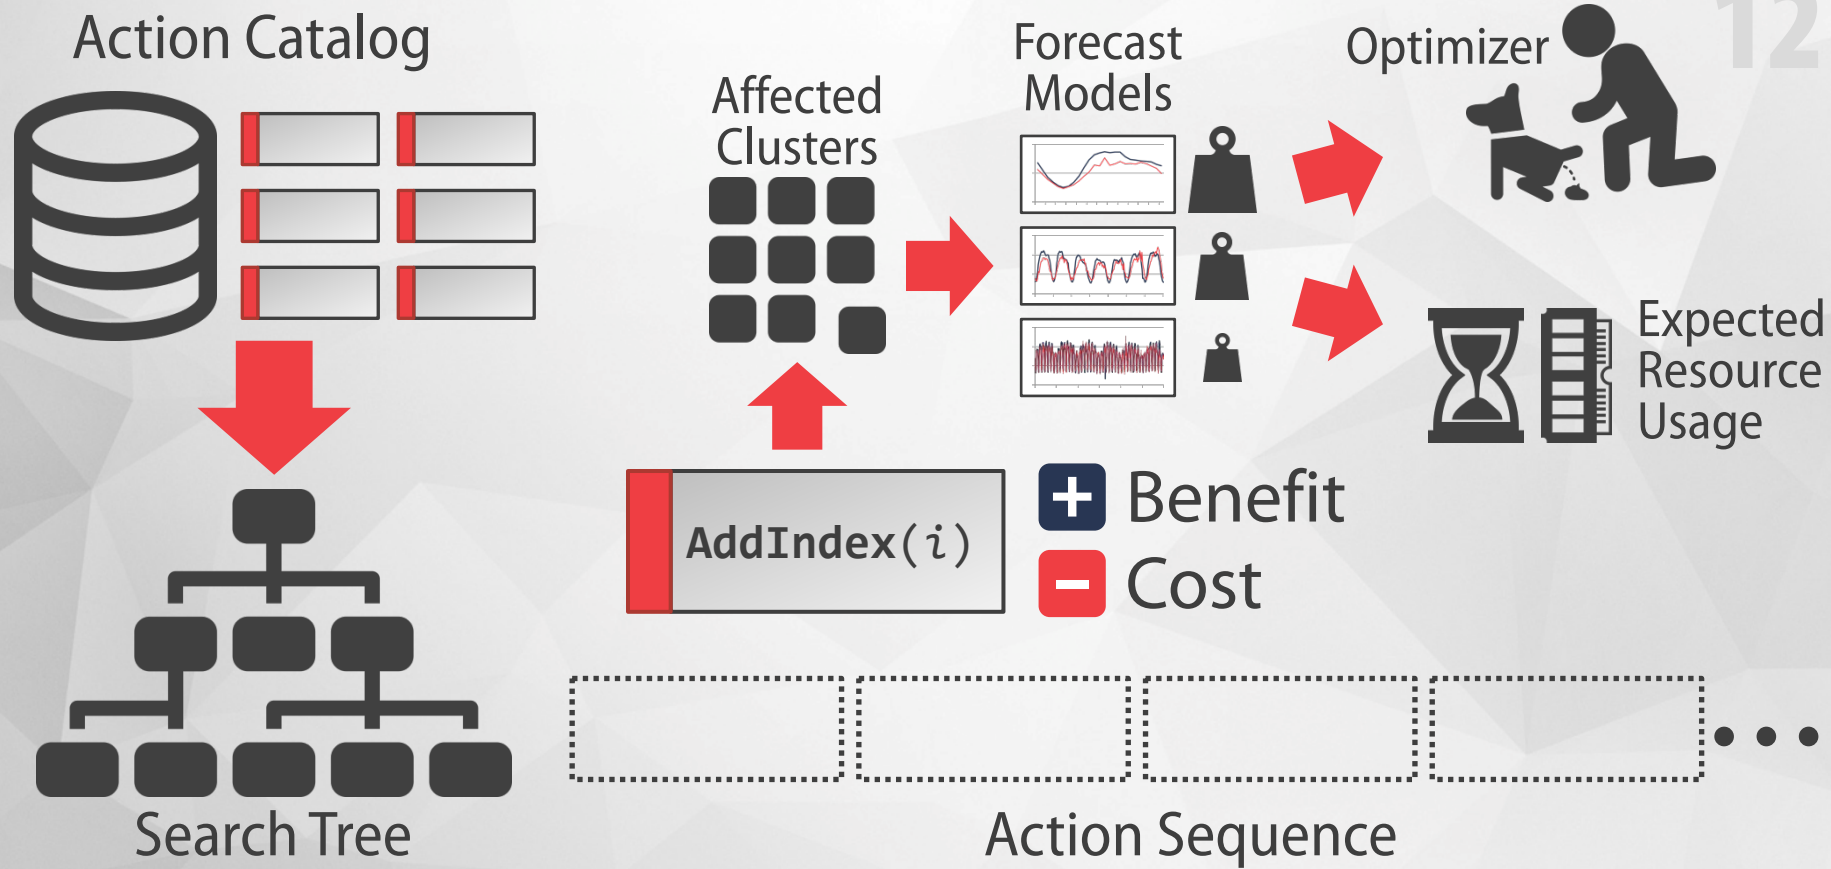 12
Action Catalog
Affected
Clusters
Forecast
Models
Optimizer
Expected
Resource
Usage
AddIndex(i)
+ Benefit
- Cost
Search Tree
Action Sequence